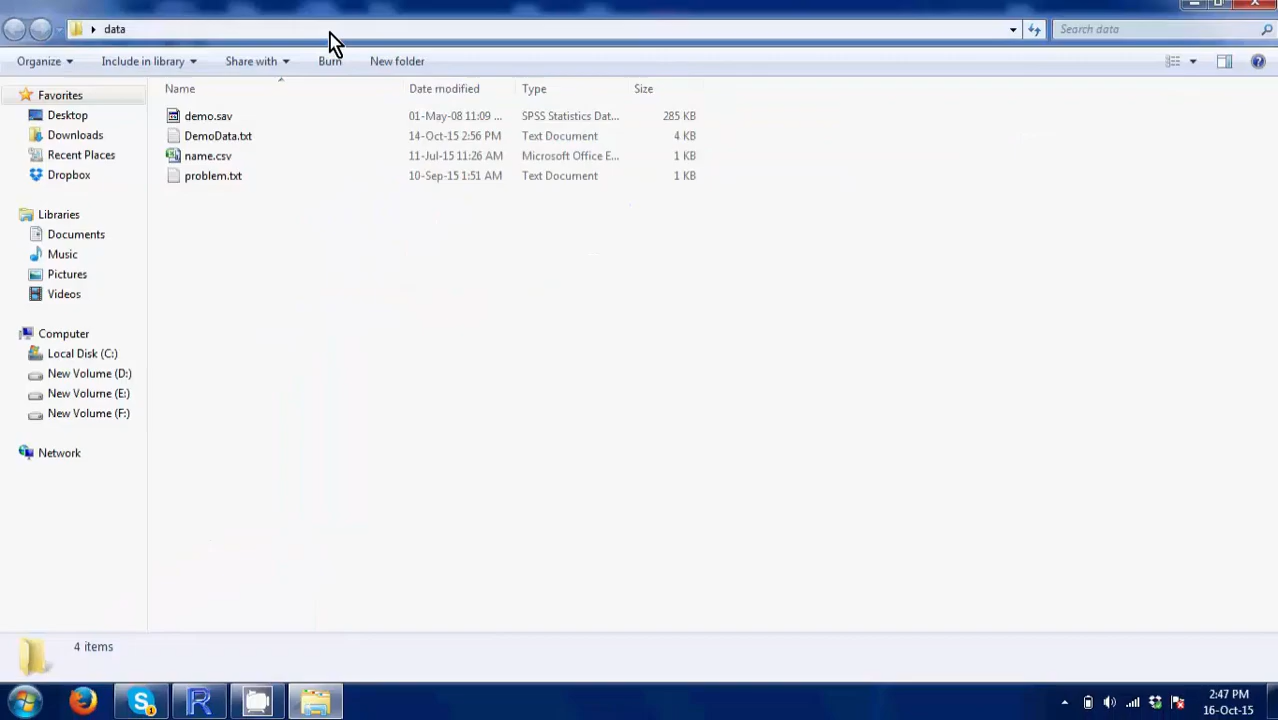 data
Search data
Organize Include in library Share with Burn New folder
Name Date modified Type Size
demo.sav 01-May-08 11:09 ... SPSS Statistics Dat... 285 KB
DemoData.txt 14-Oct-15 2:56 PM Text Document 4 KB
name.csv 11-Jul-15 11:26 AM Microsoft Office E... 1 KB
problem.txt 10-Sep-15 1:51 AM Text Document 1 KB
Favorites
Desktop
Downloads
Recent Places
Dropbox
Libraries
Documents
Music
Pictures
Videos
Computer
Local Disk (C:)
New Volume (D:)
New Volume (E:)
New Volume (F:)
Network
4 items
2:47 PM
16-Oct-15